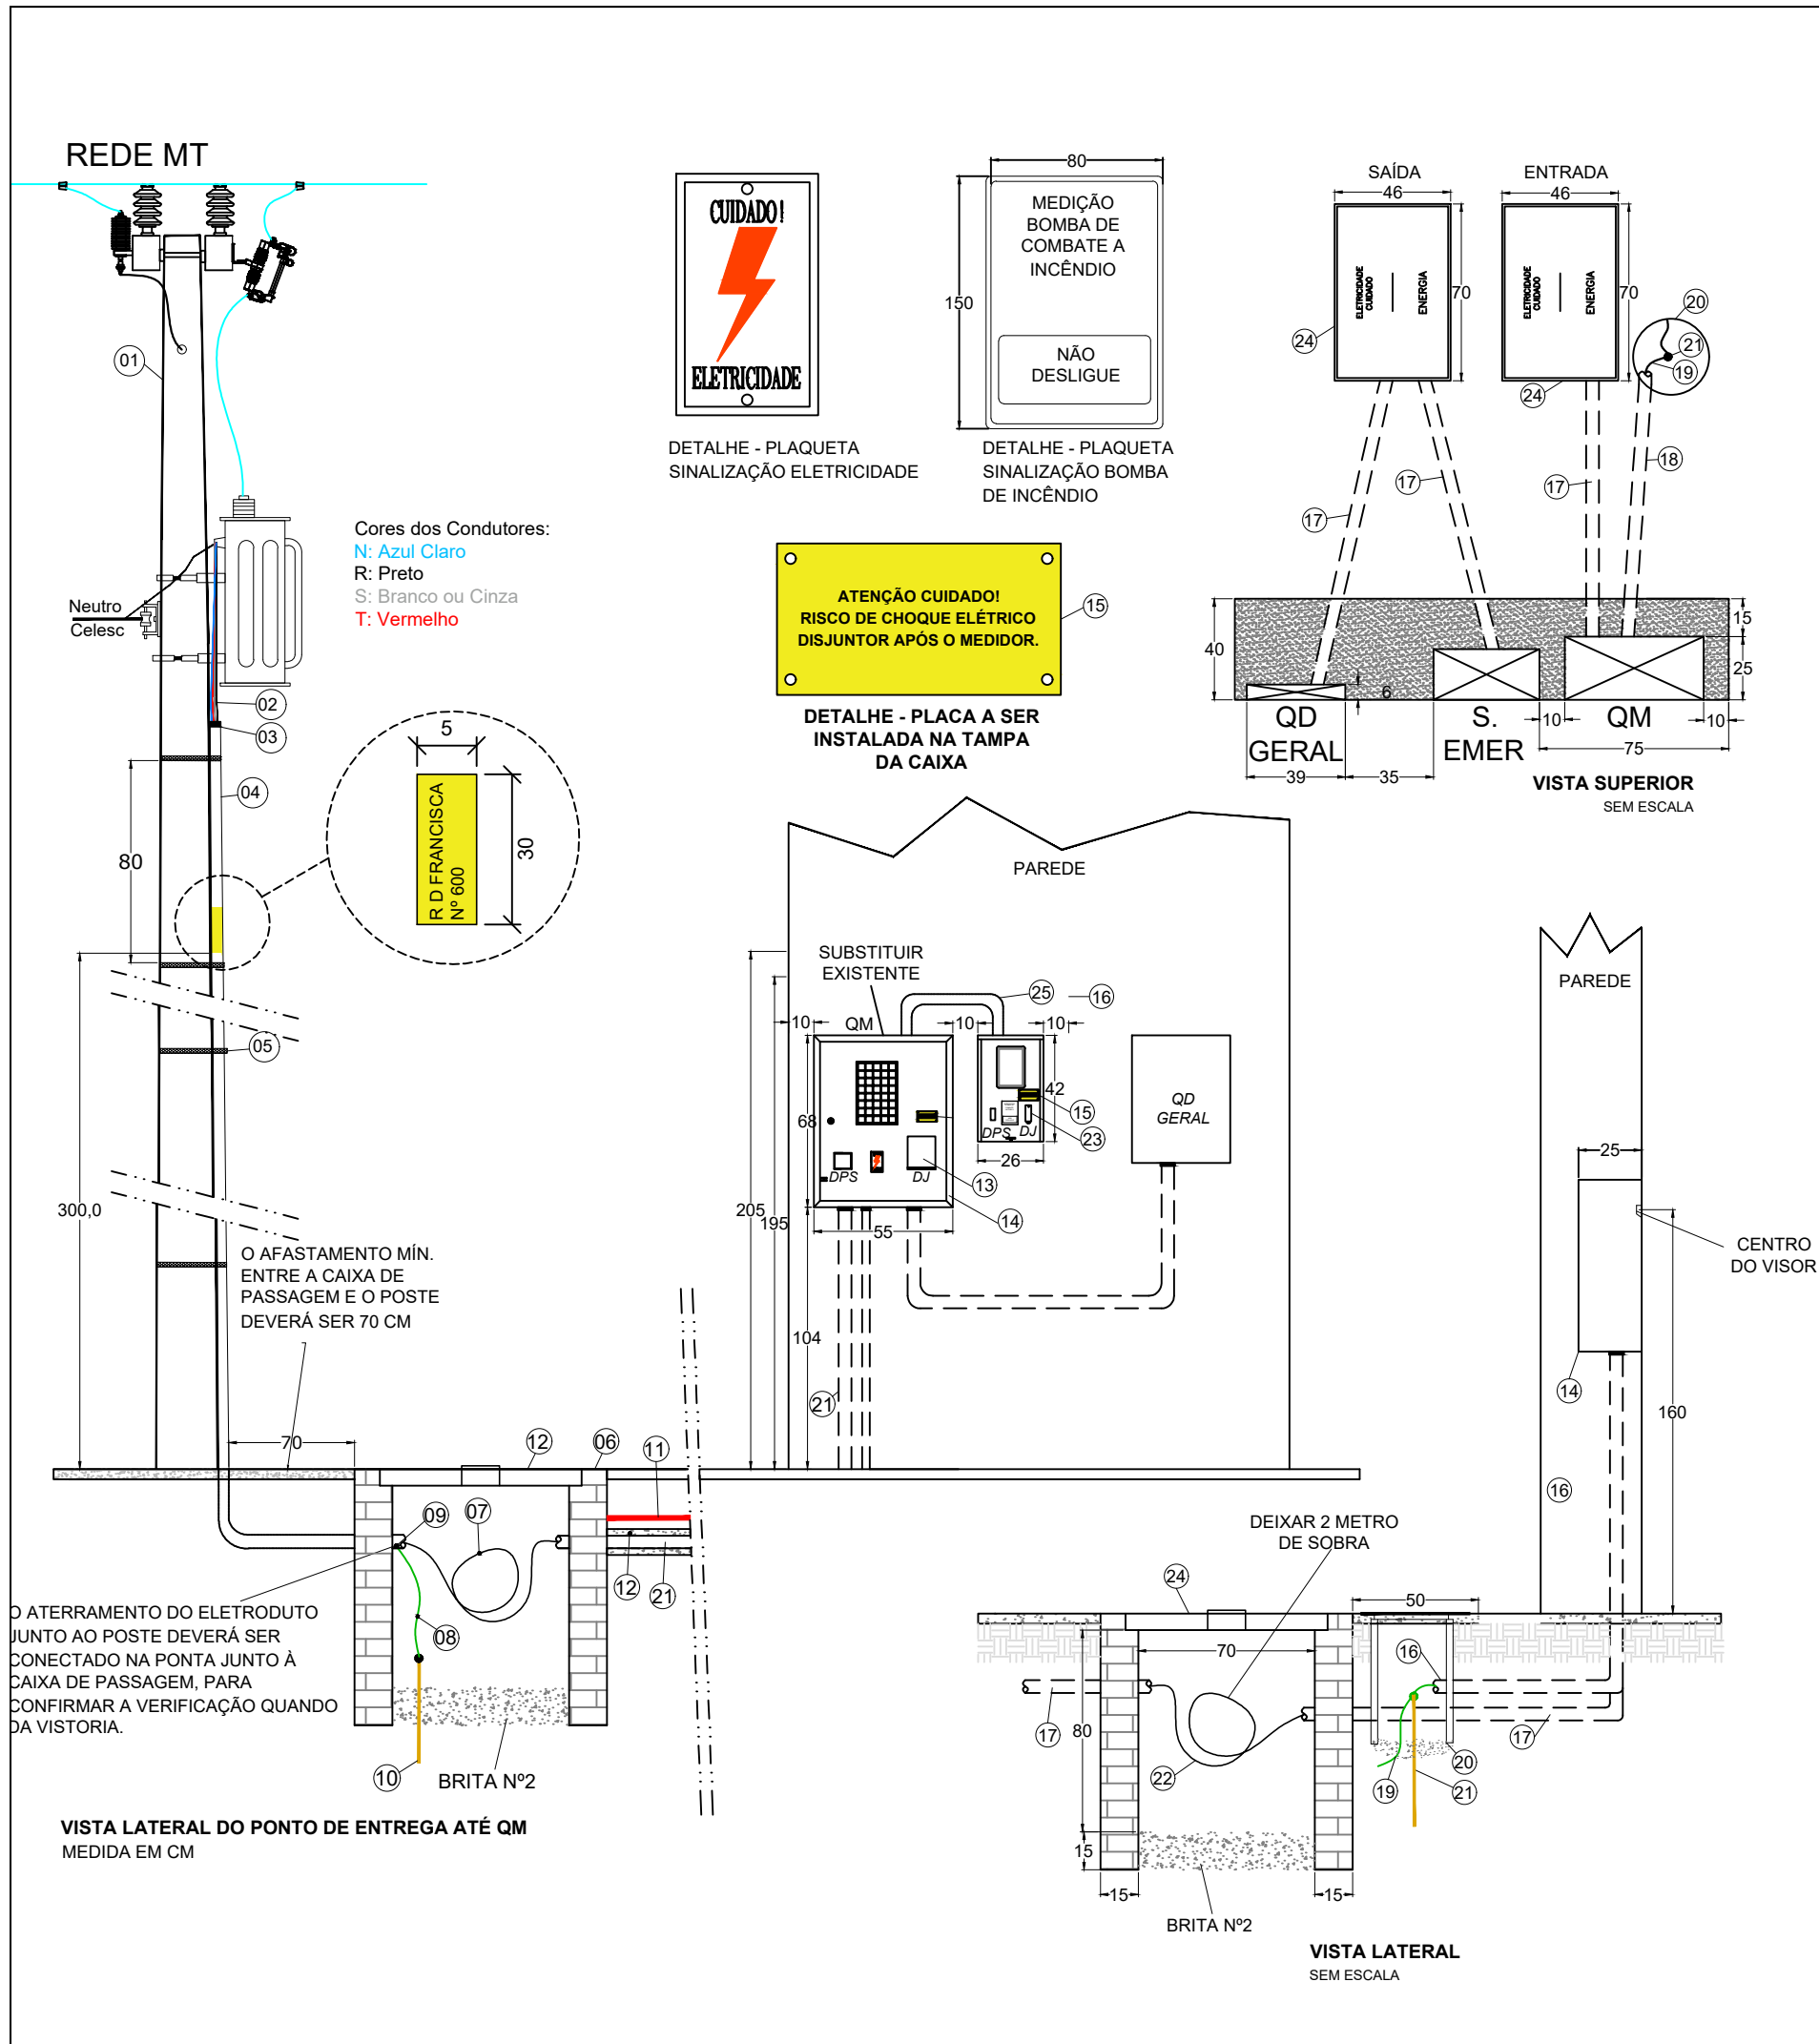 REDE MT
01
Neutro
Celesc
Cores dos Condutores:
N: Azul Claro
R: Preto
S: Branco ou Cinza
T: Vermelho
02
03
04
80
5
30
R D FRANCISCA
Nº 600
05
300,0
O AFASTAMENTO MÍN.
ENTRE A CAIXA DE
PASSAGEM E O POSTE
DEVERÁ SER 70 CM
70
12
06
11
09
07
12
21
08
10
O ATERRAMENTO DO ELETRODUTO
JUNTO AO POSTE DEVERÁ SER
CONECTADO NA PONTA JUNTO À
CAIXA DE PASSAGEM, PARA
CONFIRMAR A VERIFICAÇÃO QUANDO
DA VISTORIA.
BRITA Nº2
VISTA LATERAL DO PONTO DE ENTREGA ATÉ QM
MEDIDA EM CM
CUIDADO!
ELETRICIDADE
DETALHE - PLAQUETA
SINALIZAÇÃO ELETRICIDADE
80
150
MEDIÇÃO
BOMBA DE
COMBATE A
INCÊNDIO
NÃO
DESLIGUE
DETALHE - PLAQUETA
SINALIZAÇÃO BOMBA
DE INCÊNDIO
ATENÇÃO CUIDADO!
RISCO DE CHOQUE ELÉTRICO
DISJUNTOR APÓS O MEDIDOR.
15
DETALHE - PLACA A SER
INSTALADA NA TAMPA
DA CAIXA
SAÍDA
46
ELETRICIDADE
CUIDADO
ENERGIA
70
24
ENTRADA
46
ELETRICIDADE
CUIDADO
ENERGIA
70
24
20
21
19
18
17
17
17
40
15
25
6
QD
GERAL
S.
EMER
QM
10
10
39
35
75
VISTA SUPERIOR
SEM ESCALA
PAREDE
SUBSTITUIR
EXISTENTE
25
16
10
QM
10
10
68
42
15
23
DPS
DJ
26
DPS
DJ
13
14
55
QD
GERAL
205
195
104
21
PAREDE
25
CENTRO
DO VISOR
14
160
16
DEIXAR 2 METRO
DE SOBRA
24
50
70
16
17
80
22
19
20
21
17
15
15
15
BRITA Nº2
VISTA LATERAL
SEM ESCALA